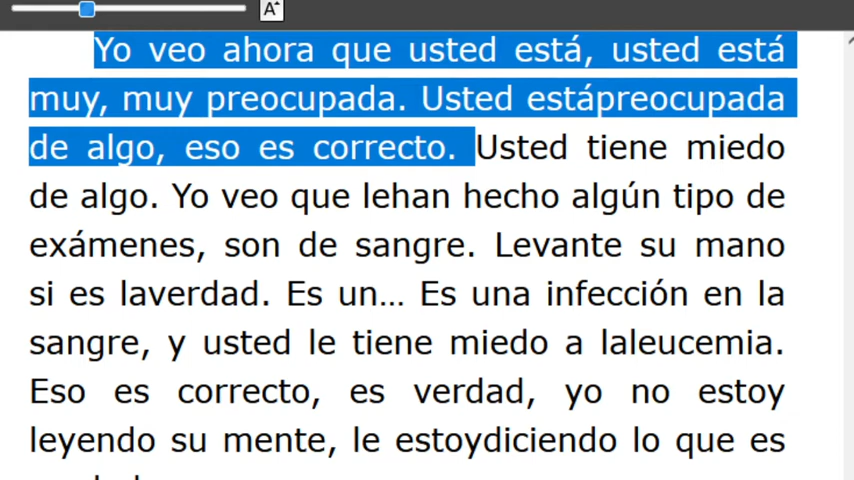 A
Yo veo ahora que usted está, usted está
muy, muy preocupada. Usted estápreocupada
de algo, eso es correcto. Usted tiene miedo
de algo. Yo veo que lehan hecho algún tipo de
exámenes, son de sangre. Levante su mano
si es laverdad. Es un... Es una infección en la
sangre, y usted le tiene miedo a laleucemia.
Eso es correcto, es verdad, yo no estoy
leyendo su mente, le estoydiciendo lo que es